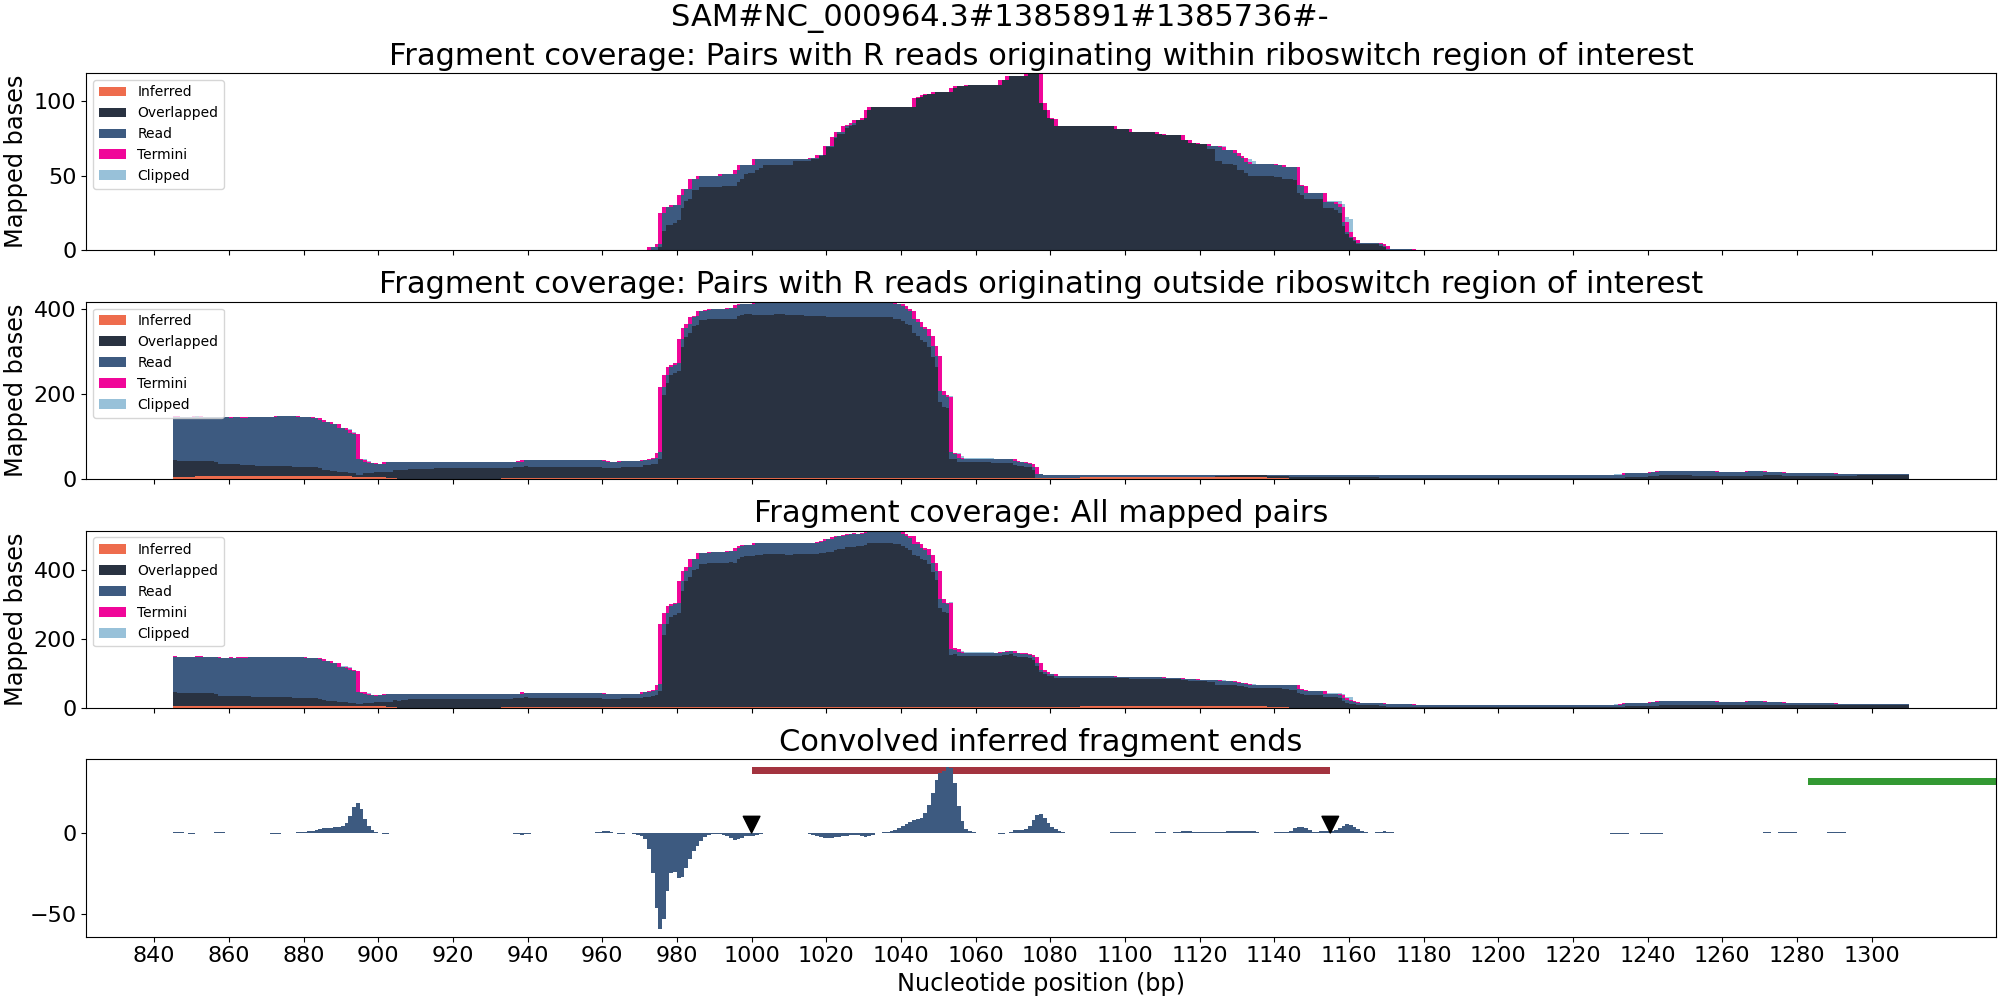 SAM#NC_000964.3#1385891#1385736#-
Fragment coverage: Pairs with R reads originating within riboswitch region of interest
Mapped bases
100
50
0
Inferred
Overlapped
Read
Termini
Clipped
Fragment coverage: Pairs with R reads originating outside riboswitch region of interest
Mapped bases
400
200
0
Inferred
Overlapped
Read
Termini
Clipped
Fragment coverage: All mapped pairs
Mapped bases
400
200
0
Inferred
Overlapped
Read
Termini
Clipped
Convolved inferred fragment ends
0
−50
840 860 880 900 920 940 960 980 1000 1020 1040 1060 1080 1100 1120 1140 1160 1180 1200 1220 1240 1260 1280 1300
Nucleotide position (bp)